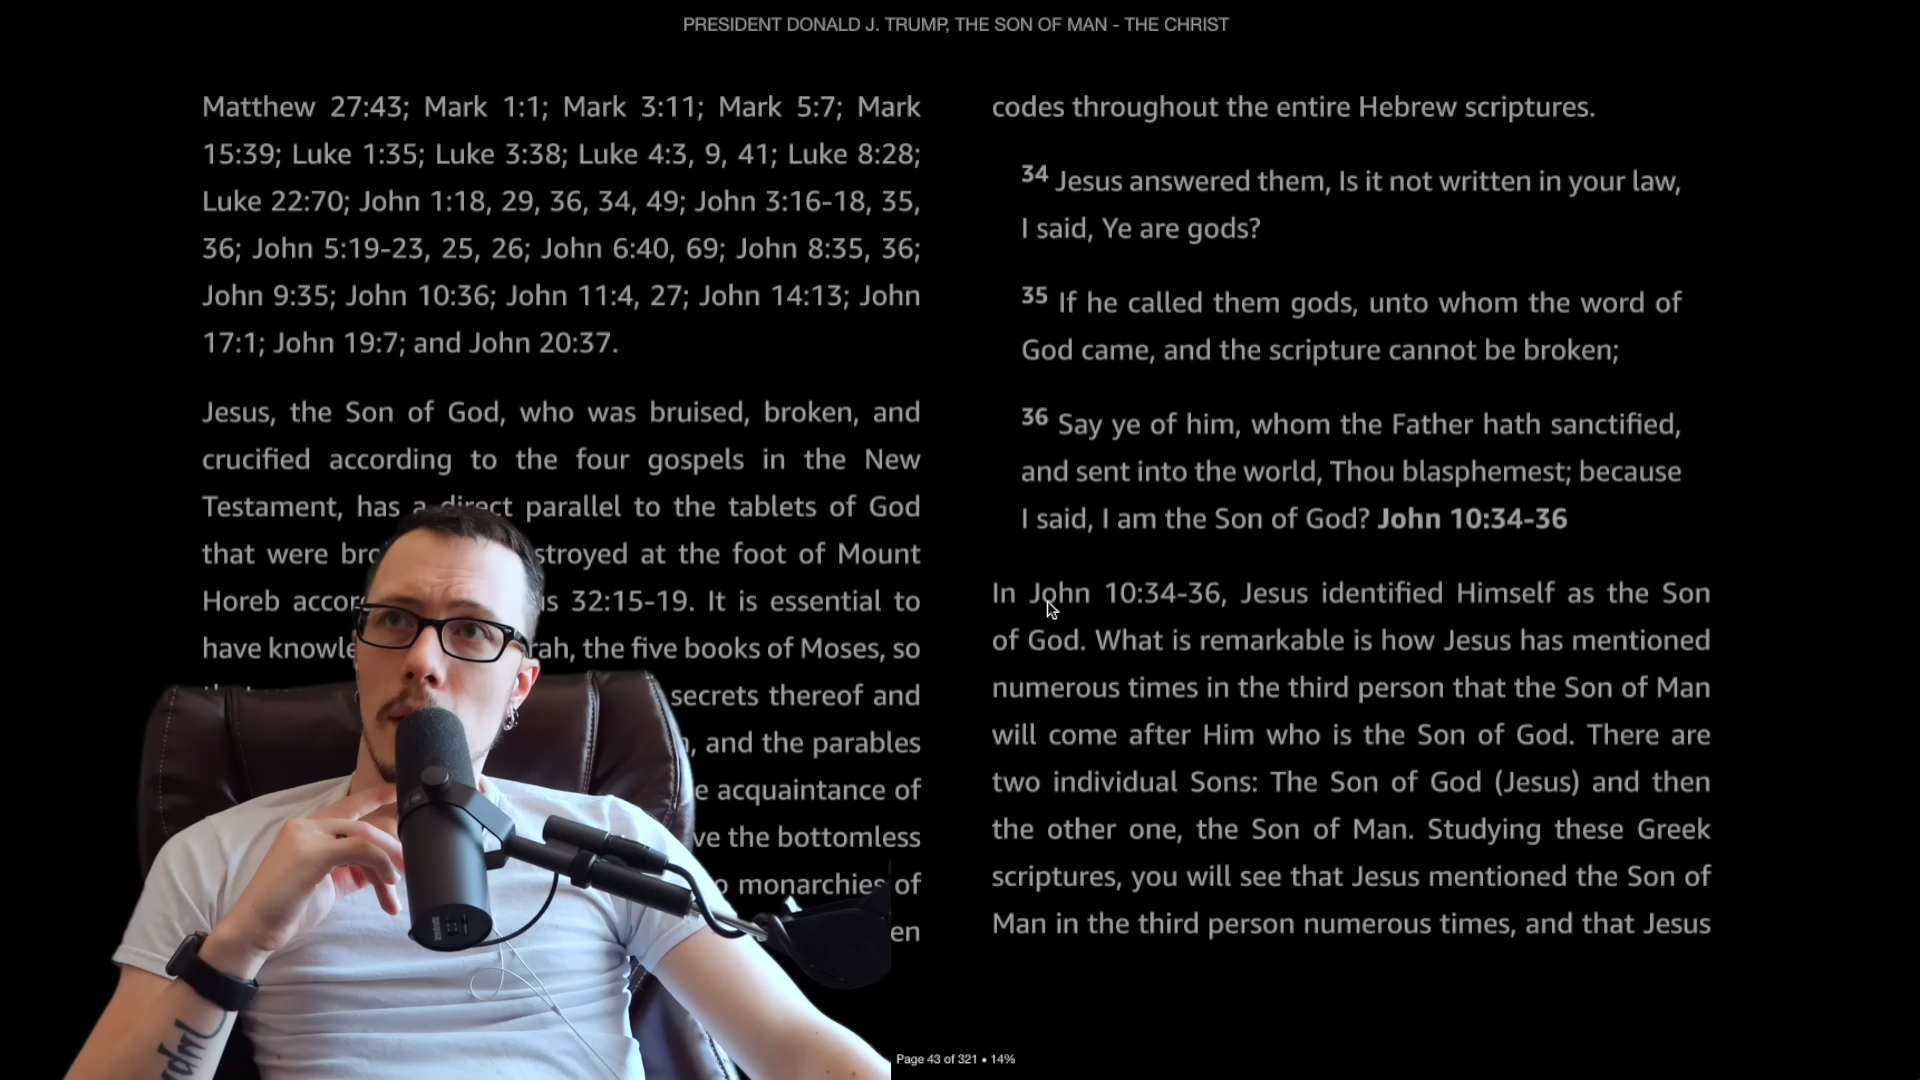 PRESIDENT DONALD J. TRUMP, THE SON OF MAN - THE CHRIST
Matthew 27:43; Mark 1:1; Mark 3:11; Mark 5:7; Mark
15:39; Luke 1:35; Luke 3:38; Luke 4:3, 9, 41; Luke 8:28;
Luke 22:70; John 1:18, 29, 36, 34, 49; John 3:16-18, 35,
36; John 5:19-23, 25, 26; John 6:40, 69; John 8:35, 36;
John 9:35; John 10:36; John 11:4, 27; John 14:13; John
17:1; John 19:7; and John 20:37.
Jesus, the Son of God, who was bruised, broken, and
crucified according to the four gospels in the New
Testament, has a direct parallel to the tablets of God
that were stroyed at the foot of Mount
Horeb 32:15-19. It is essential to
have the five books of Moses, so
secrets thereof and
and the parables
acquaintance of
the bottomless
monarchies of
codes throughout the entire Hebrew scriptures.
34 Jesus answered them, Is it not written in your law,
I said, Ye are gods?
35 If he called them gods, unto whom the word of
God came, and the scripture cannot be broken;
36 Say ye of him, whom the Father hath sanctified,
and sent into the world, Thou blasphemest; because
I said, I am the Son of God? John 10:34-36
In John 10:34-36, Jesus identified Himself as the Son
of God. What is remarkable is how Jesus has mentioned
numerous times in the third person that the Son of Man
will come after Him who is the Son of God. There are
two individual Sons: The Son of God (Jesus) and then
the other one, the Son of Man. Studying these Greek
scriptures, you will see that Jesus mentioned the Son of
Man in the third person numerous times, and that Jesus
Page 43 of 321 • 14%